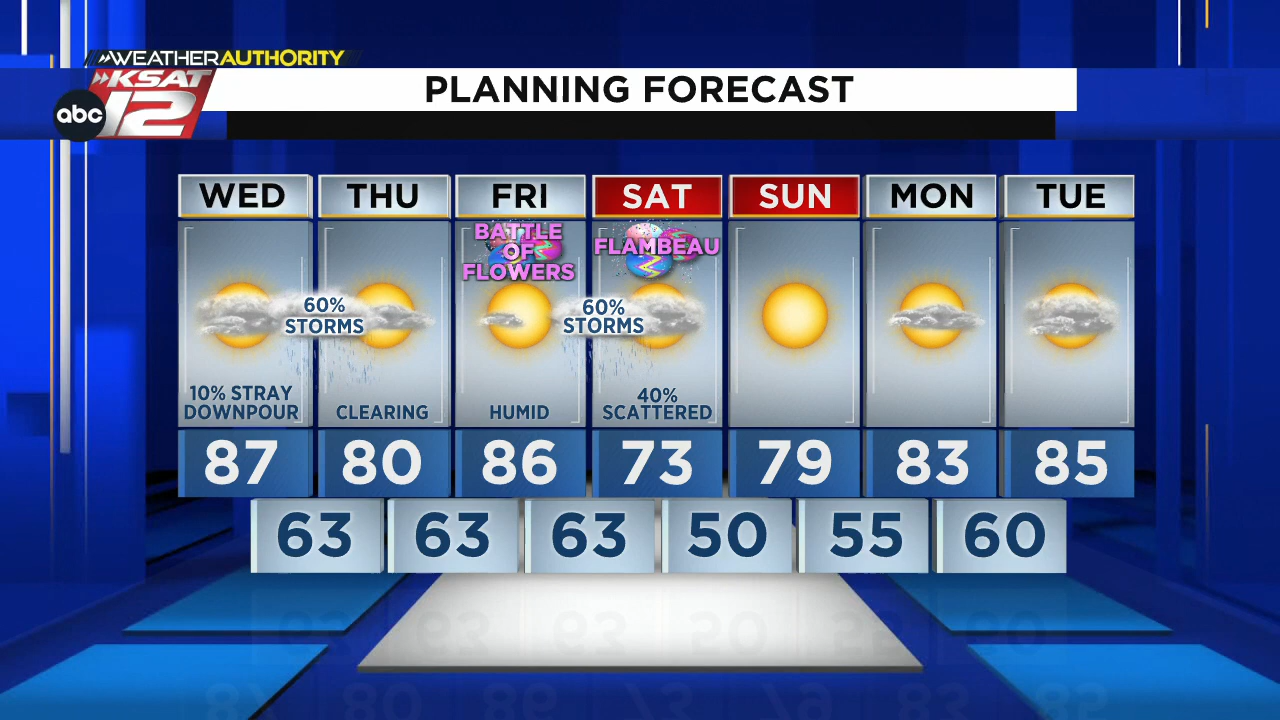 WEATHERAUTHORITY
KSAT
abc 12
PLANNING FORECAST
WED THU FRI SAT SUN MON TUE
BATTLE
OF
FLOWERS
FLAMBEAU
60%
STORMS
60%
STORMS
10% STRAY
DOWNPOUR
CLEARING
HUMID
40%
SCATTERED
87 80 86 73 79 83 85
63 63 63 50 55 60